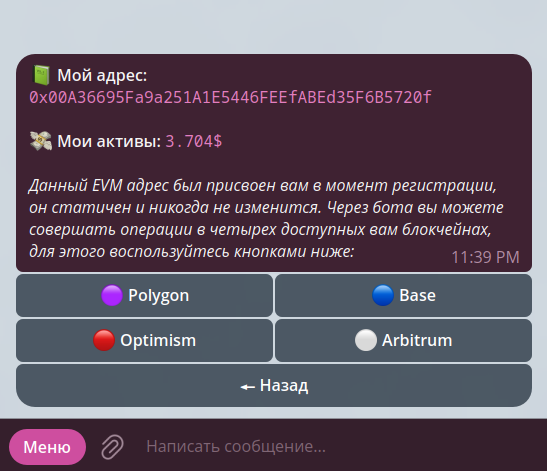 Мой адрес:
0x00A36695Fa9a251A1E5446FEEfABEd35F6B5720f
Мои активы: 3.704$
Данный EVM адрес был присвоен вам в момент регистрации,
он статичен и никогда не изменится. Через бота вы можете
совершать операции в четырех доступных вам блокчейнах,
для этого воспользуйтесь кнопками ниже:
11:39 PM
Polygon
Base
Optimism
Arbitrum
← Назад
Меню
Написать сообщение...